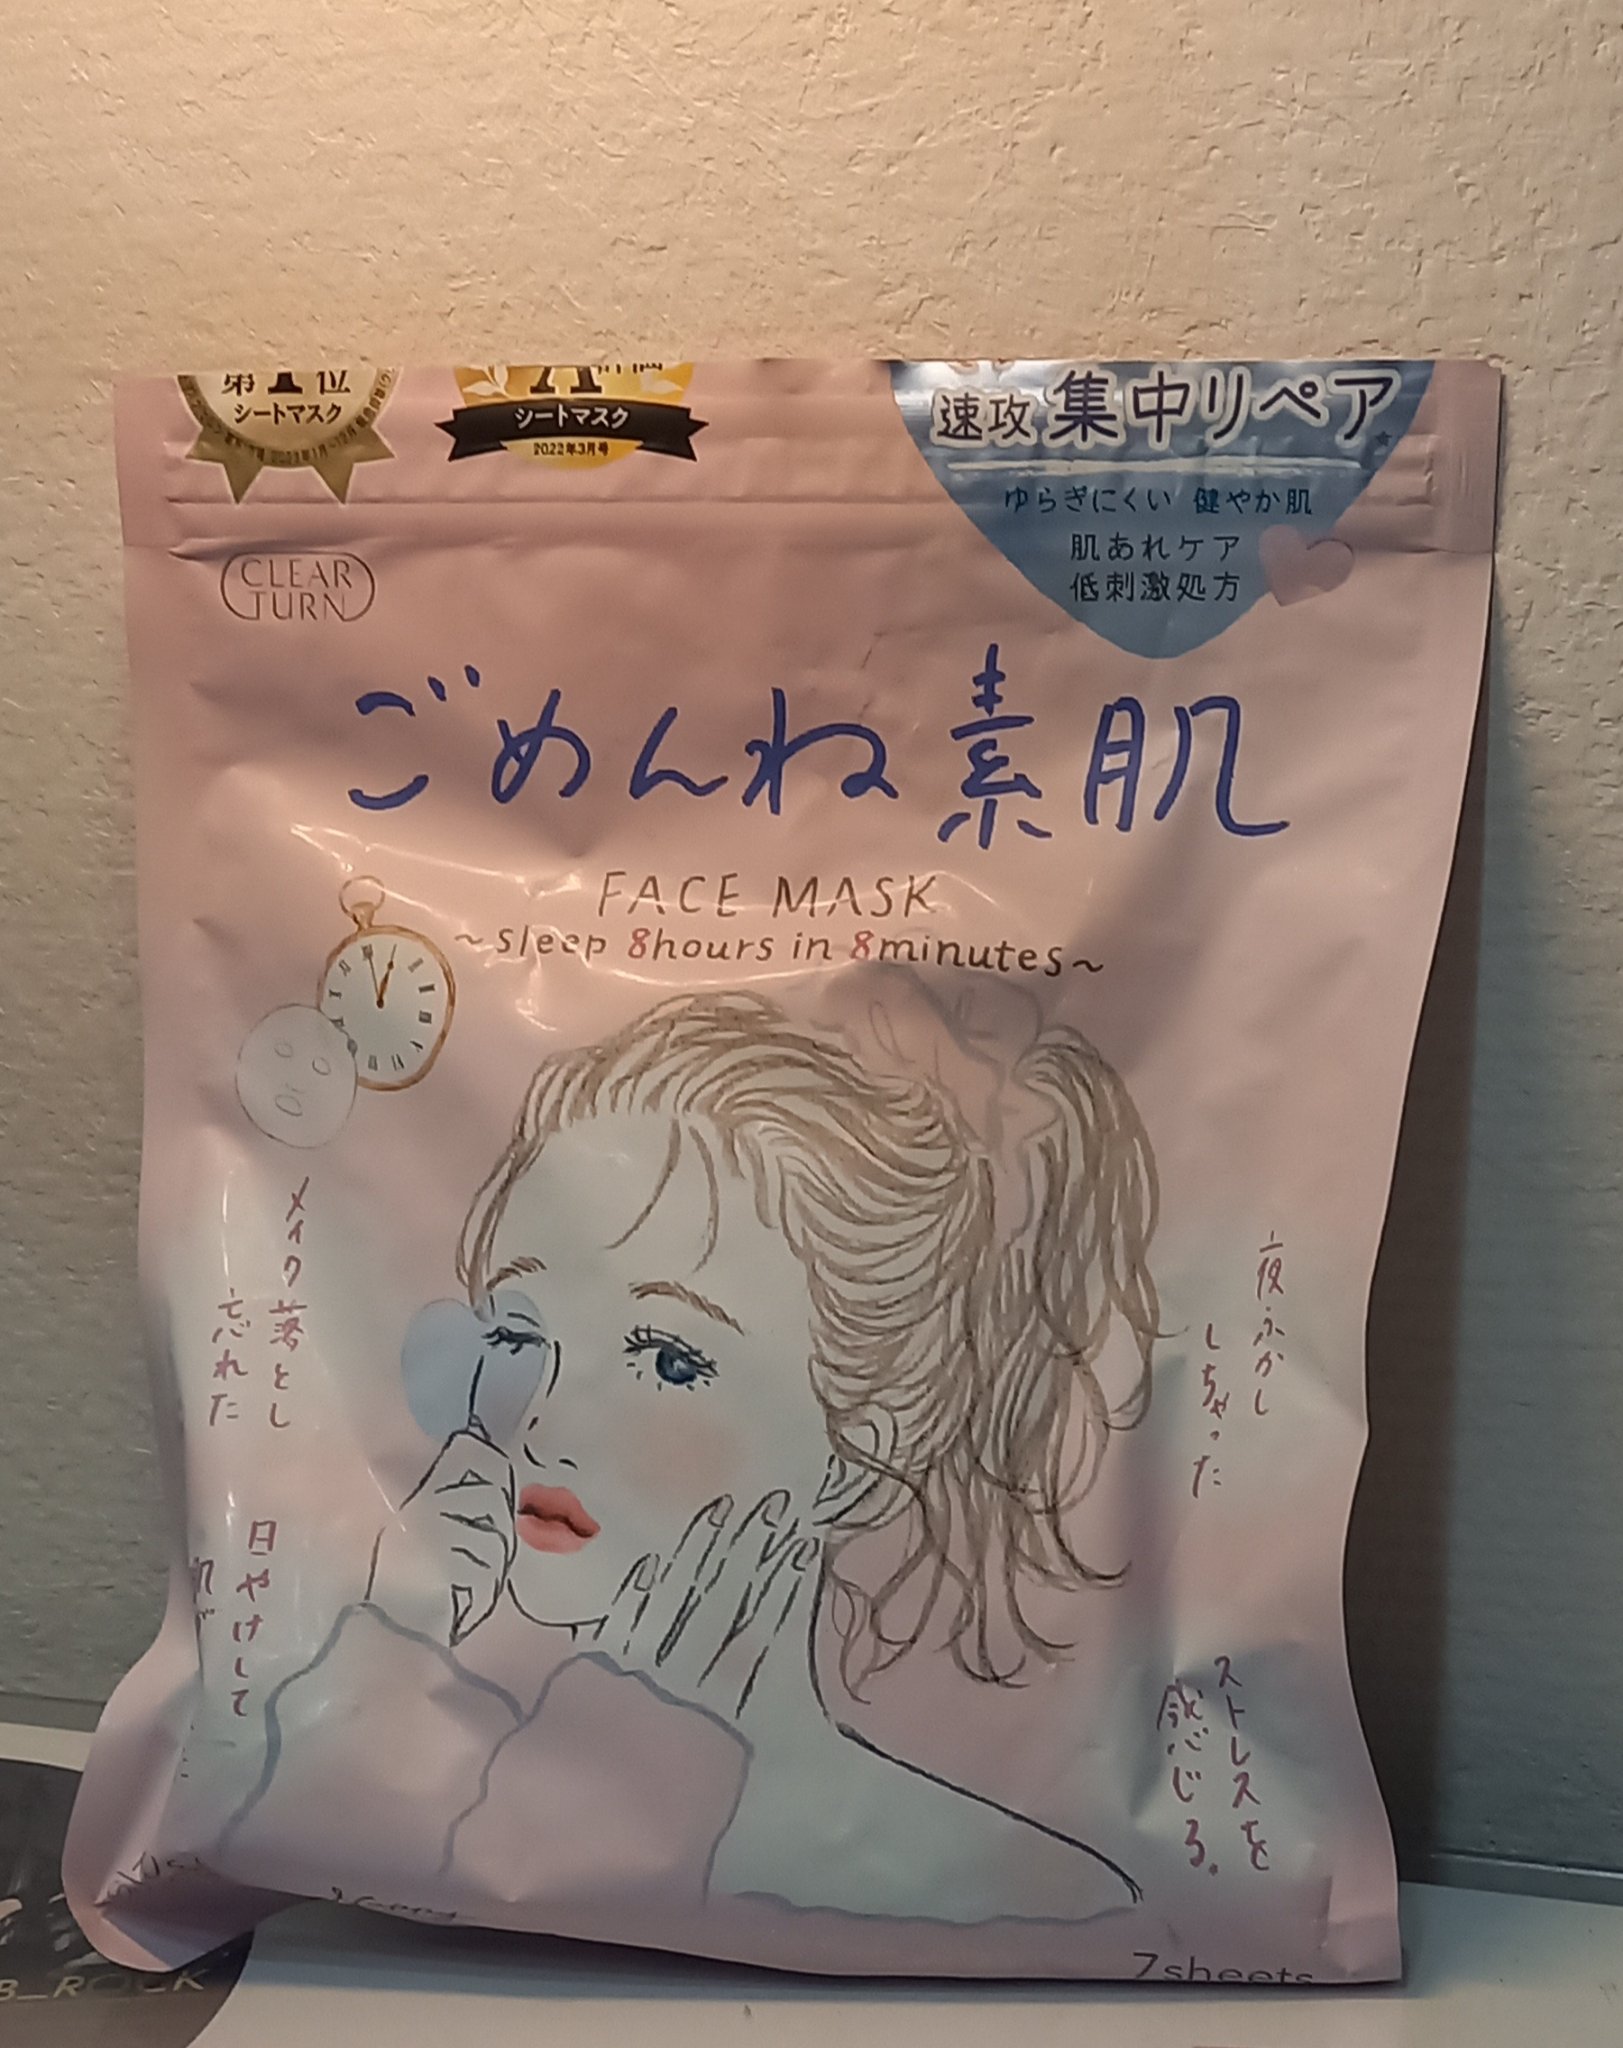 第1位
シートマスク
シートマスク
2022年3月号
速攻 集中リペア
ゆらぎにくい 健やか肌
肌あれケア
低刺激処方
CLEAR
TURN
ごめんね素肌
FACE MASK
~sleep 8hours in 8minutes~
メイク落とし
忘れた
夜ふかし
しちゃった
日やけして
ストレスを
感じる。
7sheets
B_ROCK